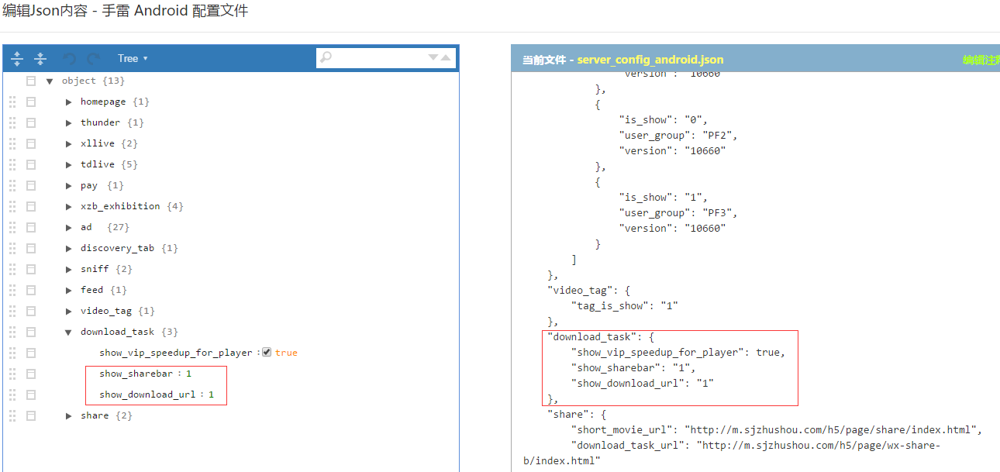 编辑Json内容 - 手雷 Android 配置文件
Tree
object {13}
homepage {1}
thunder {1}
xllive {2}
tdlive {5}
pay {1}
xzb_exhibition {4}
ad {27}
discovery_tab {1}
sniff {2}
feed {1}
video_tag {1}
download_task {3}
show_vip_speedup_for_player : true
show_sharebar : 1
show_download_url : 1
share {2}
当前文件 - server_config_android.json
编辑注释
"version": "10660"
},
{
"is_show": "0",
"user_group": "PF2",
"version": "10660"
},
{
"is_show": "1",
"user_group": "PF3",
"version": "10660"
}
]
},
"video_tag": {
"tag_is_show": "1"
},
"download_task": {
"show_vip_speedup_for_player": true,
"show_sharebar": "1",
"show_download_url": "1"
},
"share": {
"short_movie_url": "http://m.sjzhushou.com/h5/page/share/index.html",
"download_task_url": "http://m.sjzhushou.com/h5/page/wx-share-
b/index.html"